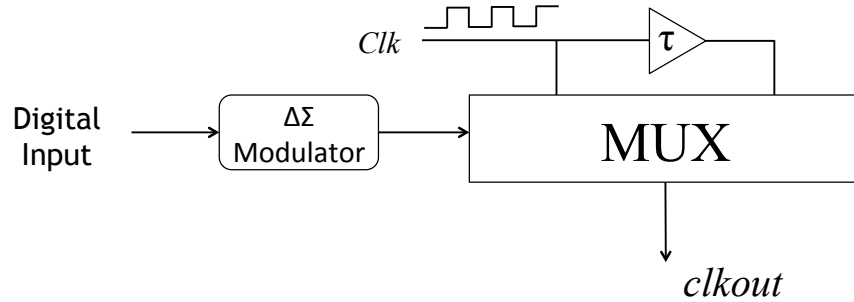 Clk
τ
Digital
Input
ΔΣ
Modulator
MUX
clkout